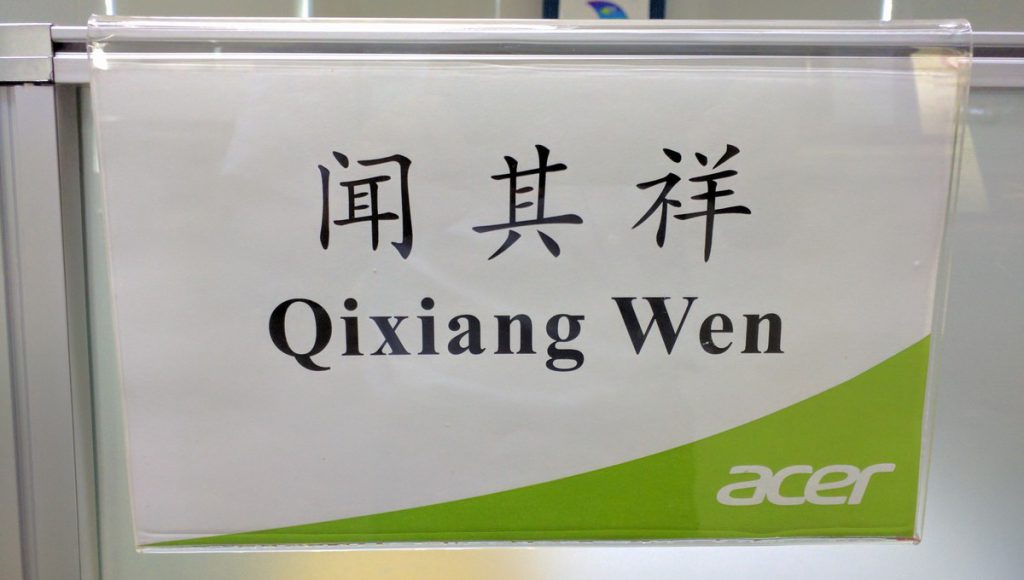 闻其祥
Qixiang Wen
acer